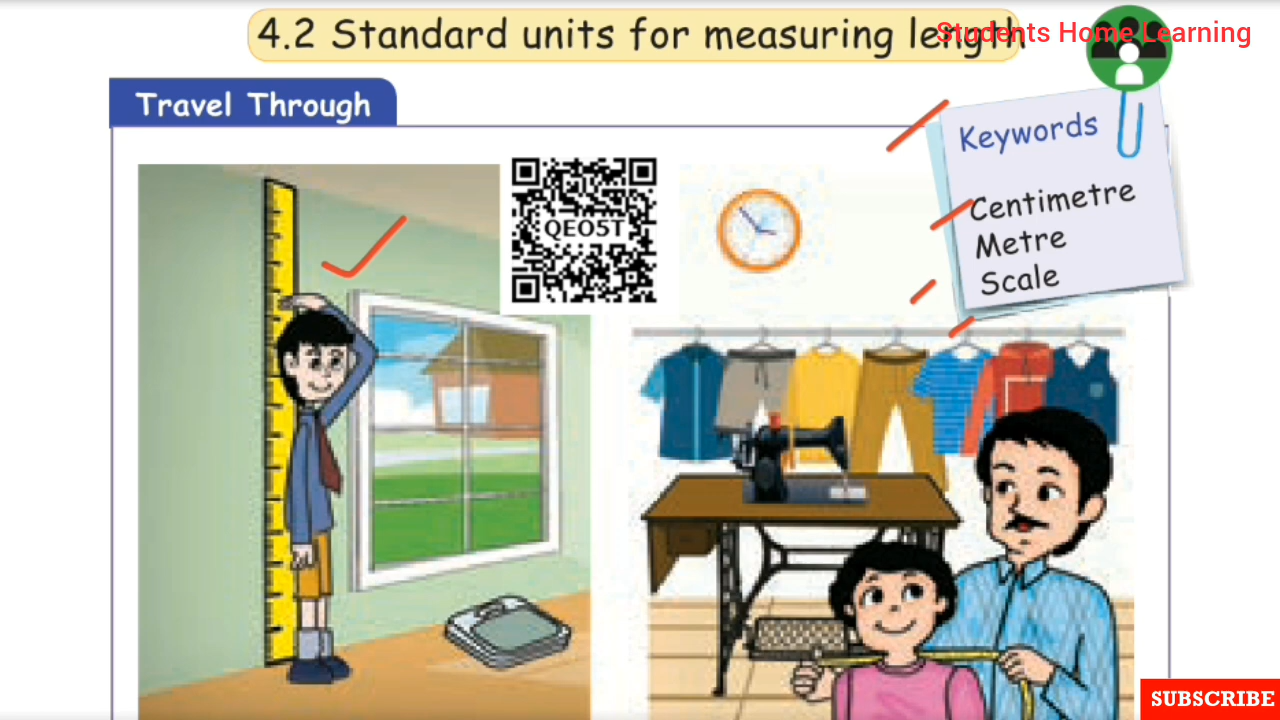 4.2 Standard units for measuring length
Students Home Learning
Travel Through
Keywords
QEO5T
Centimetre
Metre
Scale
SUBSCRIBE